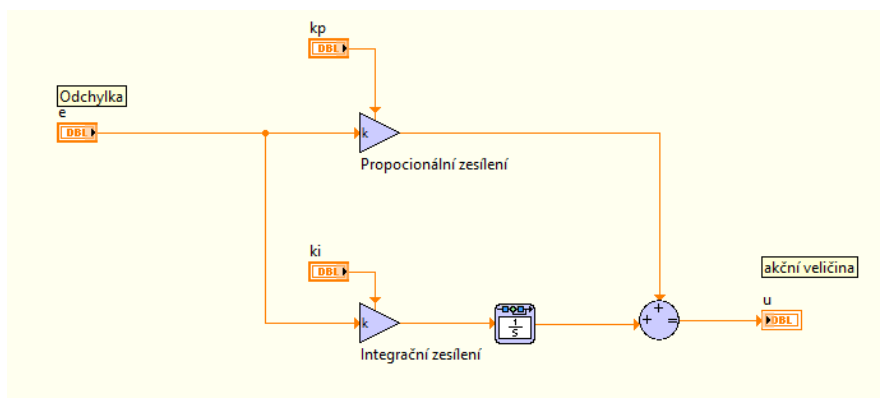 kp
DBL
Odchylka
e
DBL
k
Propocionální zesílení
ki
DBL
akční veličina
u
DBL
k
1
s
+
+ =
Integrační zesílení